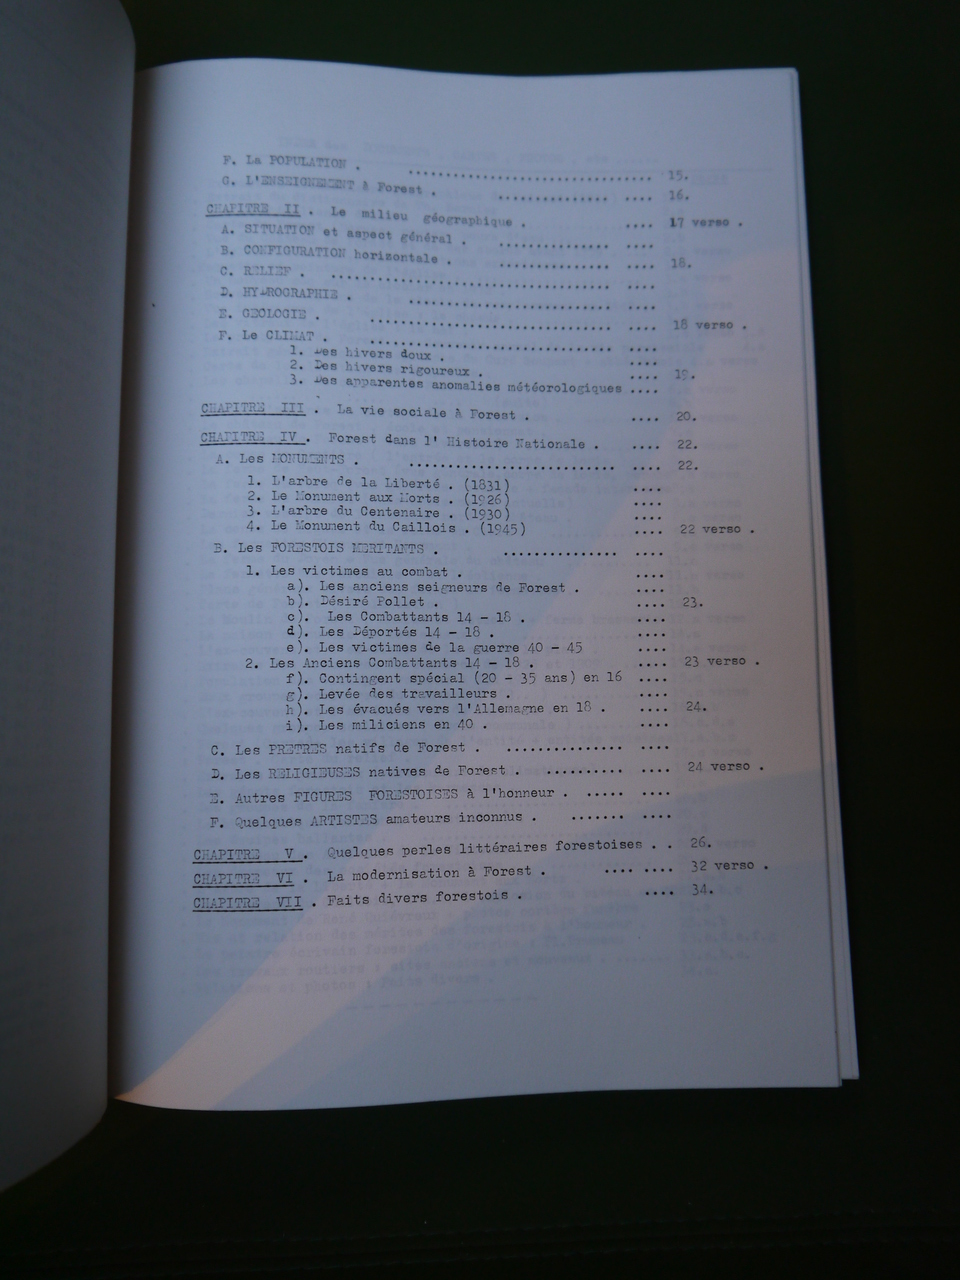 F. La POPULATION . .............................. .... 15.
G. L'ENSEIGNEMENT à Forest . ................ .... 16.
CHAPITRE II . Le milieu géographique . .... 17 verso .
A. SITUATION et aspect général . ................ ....
B. CONFIGURATION horizontale . ................ .... 18.
C. RELIEF . ............................ ....
D. HYDROGRAPHIE . .................... ....
E. GEOLOGIE . ........................ .... 18 verso .
F. Le CLIMAT . ........................ ....
1. Des hivers doux . ....
2. Des hivers rigoureux . .... 19.
3. Des apparentes anomalies météorologiques ....
CHAPITRE III . La vie sociale à Forest . .... 20.
CHAPITRE IV . Forest dans l' Histoire Nationale . .... 22.
A. Les MONUMENTS . ............................. .... 22.
1. L'arbre de la Liberté . (1831) ....
2. Le Monument aux Morts . (1926) ....
3. L'arbre du Centenaire . (1930) ....
4. Le Monument du Caillois . (1945) .... 22 verso .
B. Les FORESTOIS MERITANTS . ............... ....
1. Les victimes au combat . ....
a). Les anciens seigneurs de Forest . ....
b). Désiré Follet . .... 23.
c). Les Combattants 14 - 18 . ....
d). Les Déportés 14 - 18 . ....
e). Les victimes de la guerre 40 - 45 ....
2. Les Anciens Combattants 14 - 18 . .... 23 verso .
f). Contingent spécial (20 - 35 ans) en 16 ....
g). Levée des travailleurs . ....
h). Les évacués vers l'Allemagne en 18 . .... 24.
i). Les miliciens en 40 . ....
C. Les PRETRES natifs de Forest . ............... ....
D. Les RELIGIEUSES natives de Forest . .......... .... 24 verso .
E. Autres FIGURES FORESTOISES à l'honneur . ..... ....
F. Quelques ARTISTES amateurs inconnus . ....... ....
CHAPITRE V . Quelques perles littéraires forestoises . . 26.
CHAPITRE VI . La modernisation à Forest . .... .... 32 verso .
CHAPITRE VII . Faits divers forestois . .... 34.